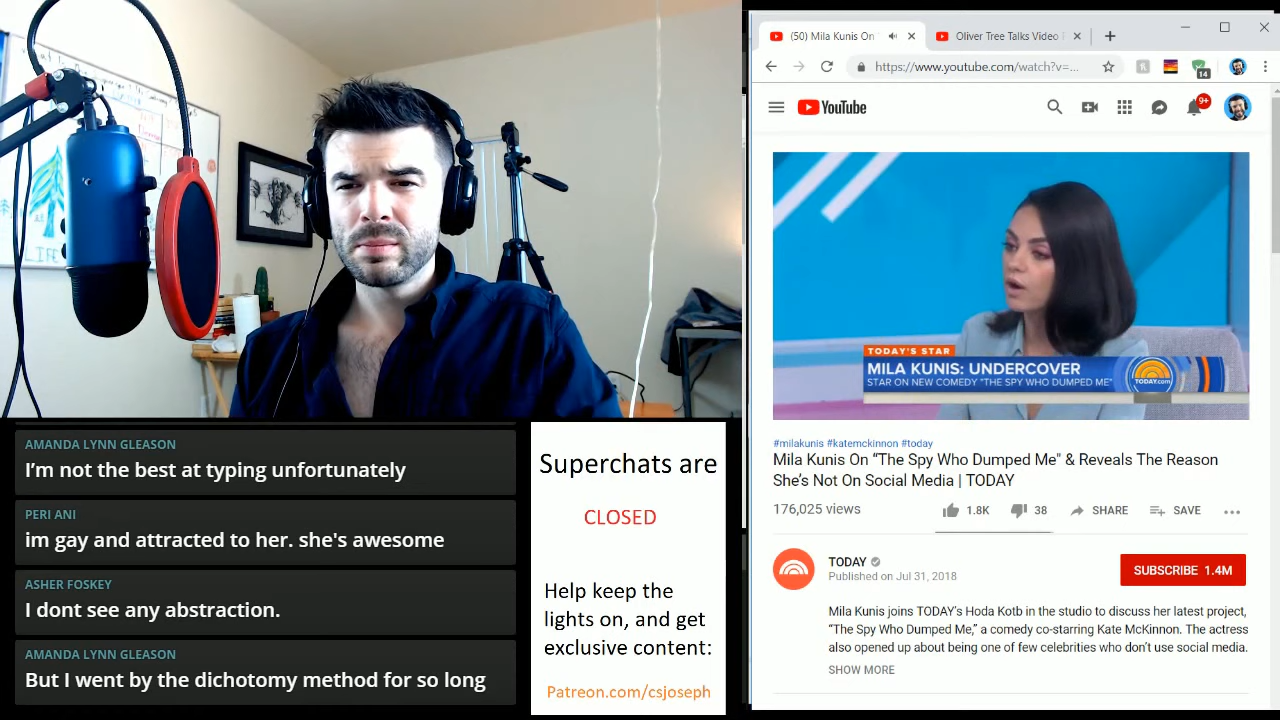 LIFE
AMANDA LYNN GLEASON
I'm not the best at typing unfortunately
PERI ANI
im gay and attracted to her. she's awesome
ASHER FOSKEY
I dont see any abstraction.
AMANDA LYNN GLEASON
But I went by the dichotomy method for so long
Superchats are
CLOSED
Help keep the
lights on, and get
exclusive content:
Patreon.com/csjoseph
(50) Mila Kunis On
Oliver Tree Talks Video
https://www.youtube.com/watch?v=...
14
YouTube
9+
TODAY'S STAR
MILA KUNIS: UNDERCOVER
STAR ON NEW COMEDY "THE SPY WHO DUMPED ME"
TODAY.com
#milakunis #katemckinnon #today
Mila Kunis On “The Spy Who Dumped Me" & Reveals The Reason
She's Not On Social Media | TODAY
176,025 views
1.8K
38
SHARE
SAVE
TODAY
Published on Jul 31, 2018
SUBSCRIBE 1.4M
Mila Kunis joins TODAY's Hoda Kotb in the studio to discuss her latest project,
“The Spy Who Dumped Me,” a comedy co-starring Kate McKinnon. The actress
also opened up about being one of few celebrities who don't use social media.
SHOW MORE